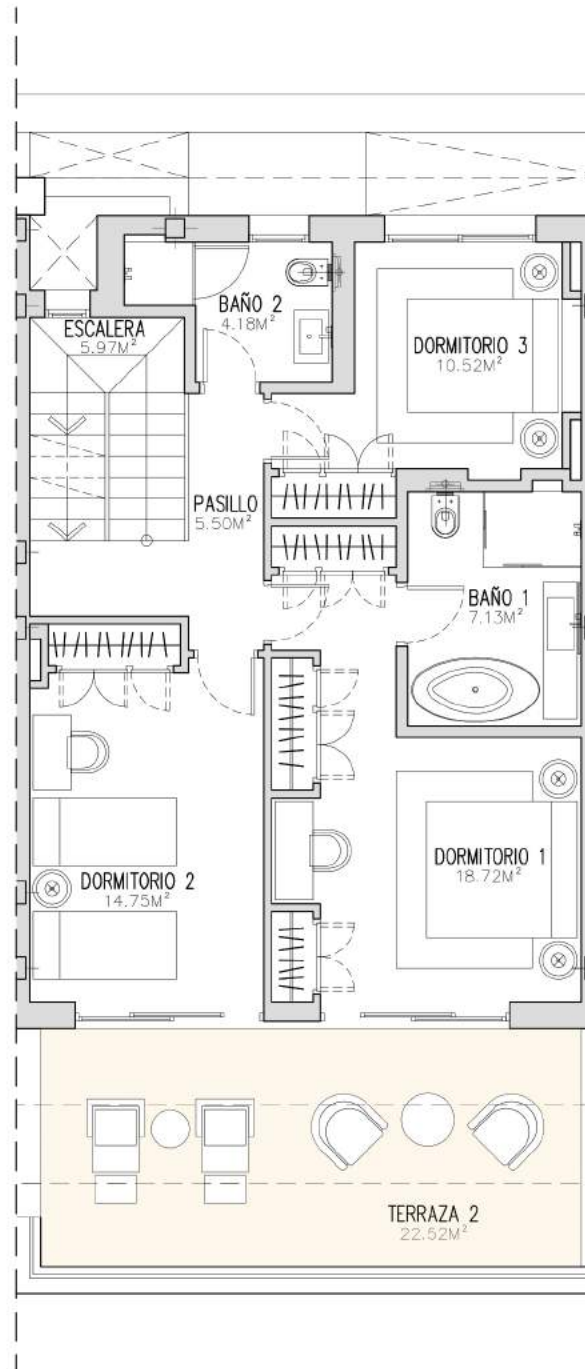 BAÑO 2
4.18M²
ESCALERA
5.97M²
DORMITORIO 3
10.52M²
PASILLO
5.50M²
BAÑO 1
7.13M²
DORMITORIO 1
18.72M²
DORMITORIO 2
14.75M²
TERRAZA 2
22.52M²